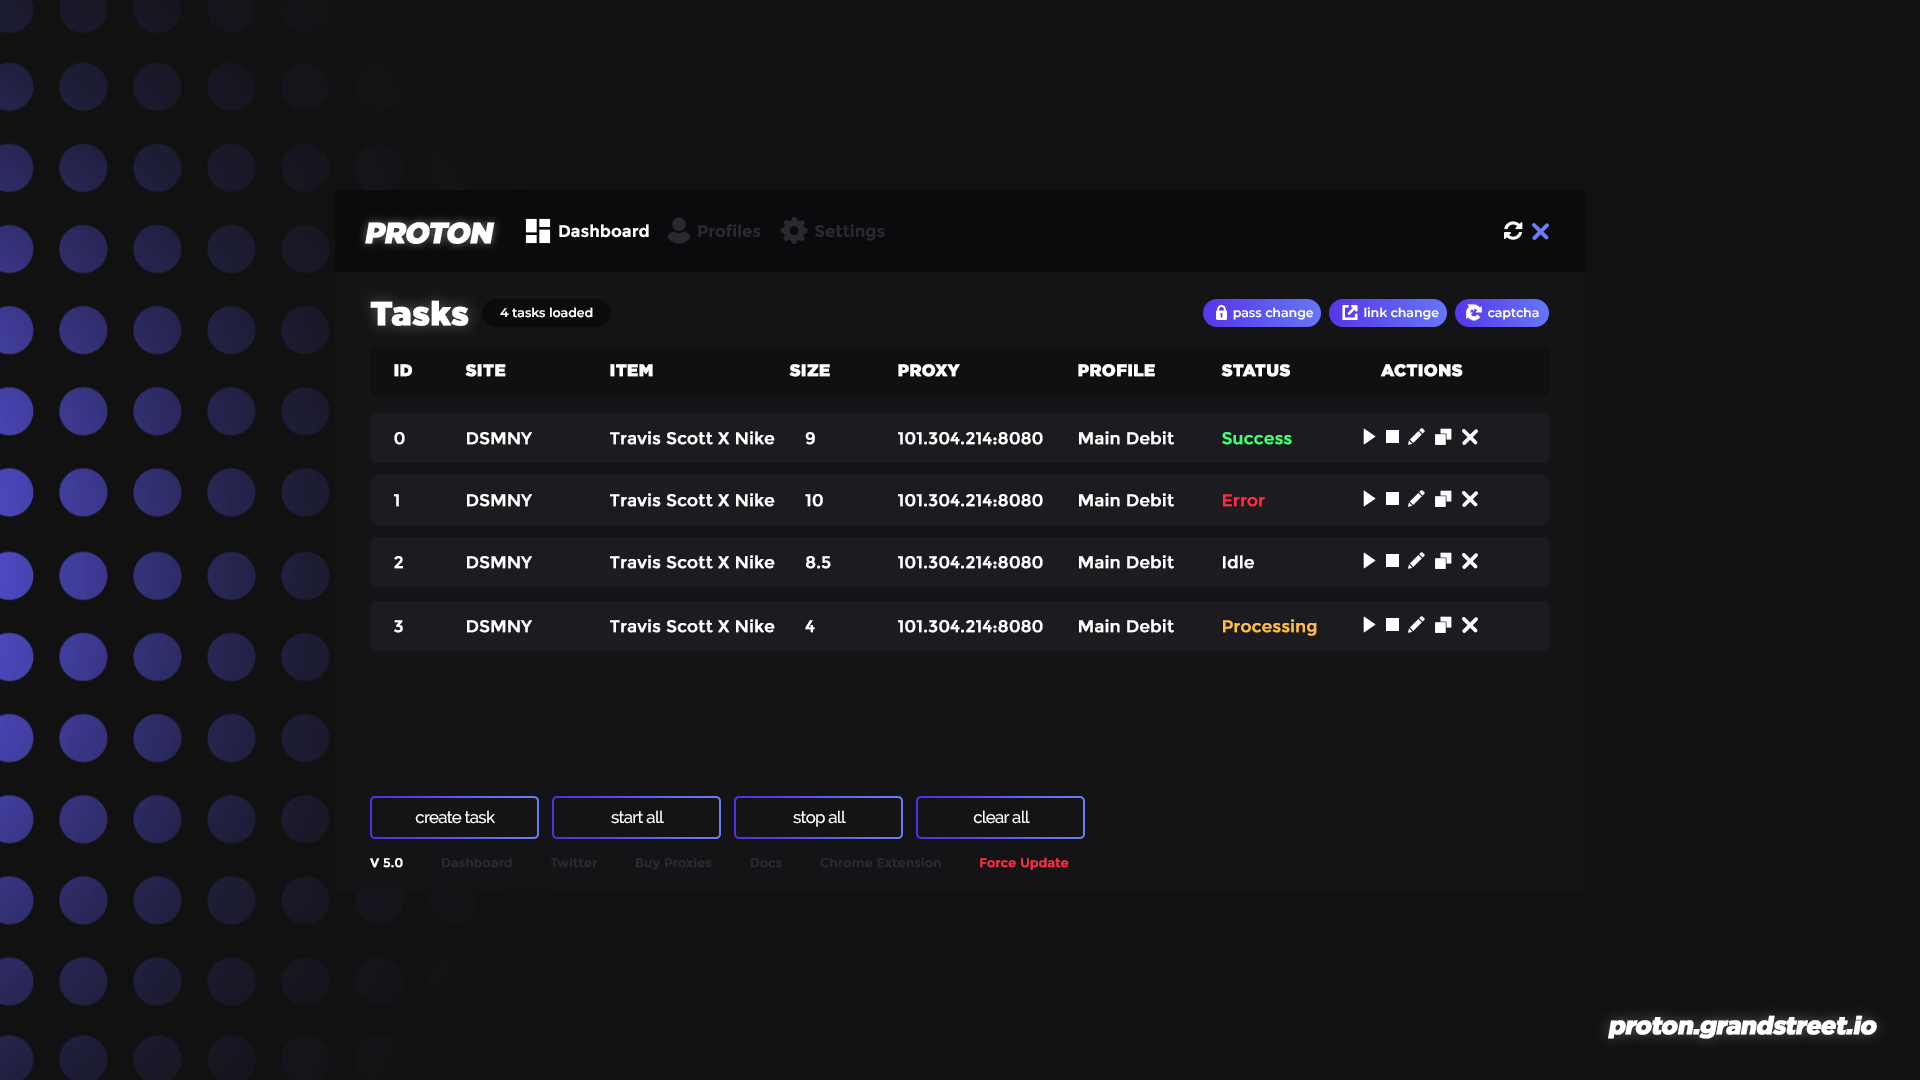 PROTON Dashboard Profiles Settings
Tasks 4 tasks loaded pass change link change captcha
ID SITE ITEM SIZE PROXY PROFILE STATUS ACTIONS
0 DSMNY Travis Scott X Nike 9 101.304.214:8080 Main Debit Success
1 DSMNY Travis Scott X Nike 10 101.304.214:8080 Main Debit Error
2 DSMNY Travis Scott X Nike 8.5 101.304.214:8080 Main Debit Idle
3 DSMNY Travis Scott X Nike 4 101.304.214:8080 Main Debit Processing
create task start all stop all clear all
V 5.0 Dashboard Twitter Buy Proxies Docs Chrome Extension Force Update
proton.grandstreet.io